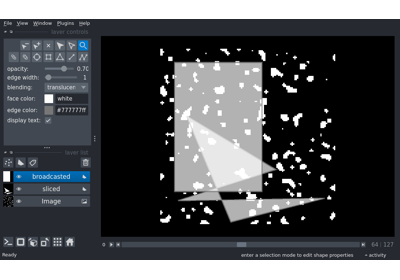 File View Window Plugins Help
layer controls
opacity: 0.70
edge width: 1
blending: translucen
face color: white
edge color: #777777ff
display text:
layer list
broadcasted
sliced
Image
64 127
Ready enter a selection mode to edit shape properties activity